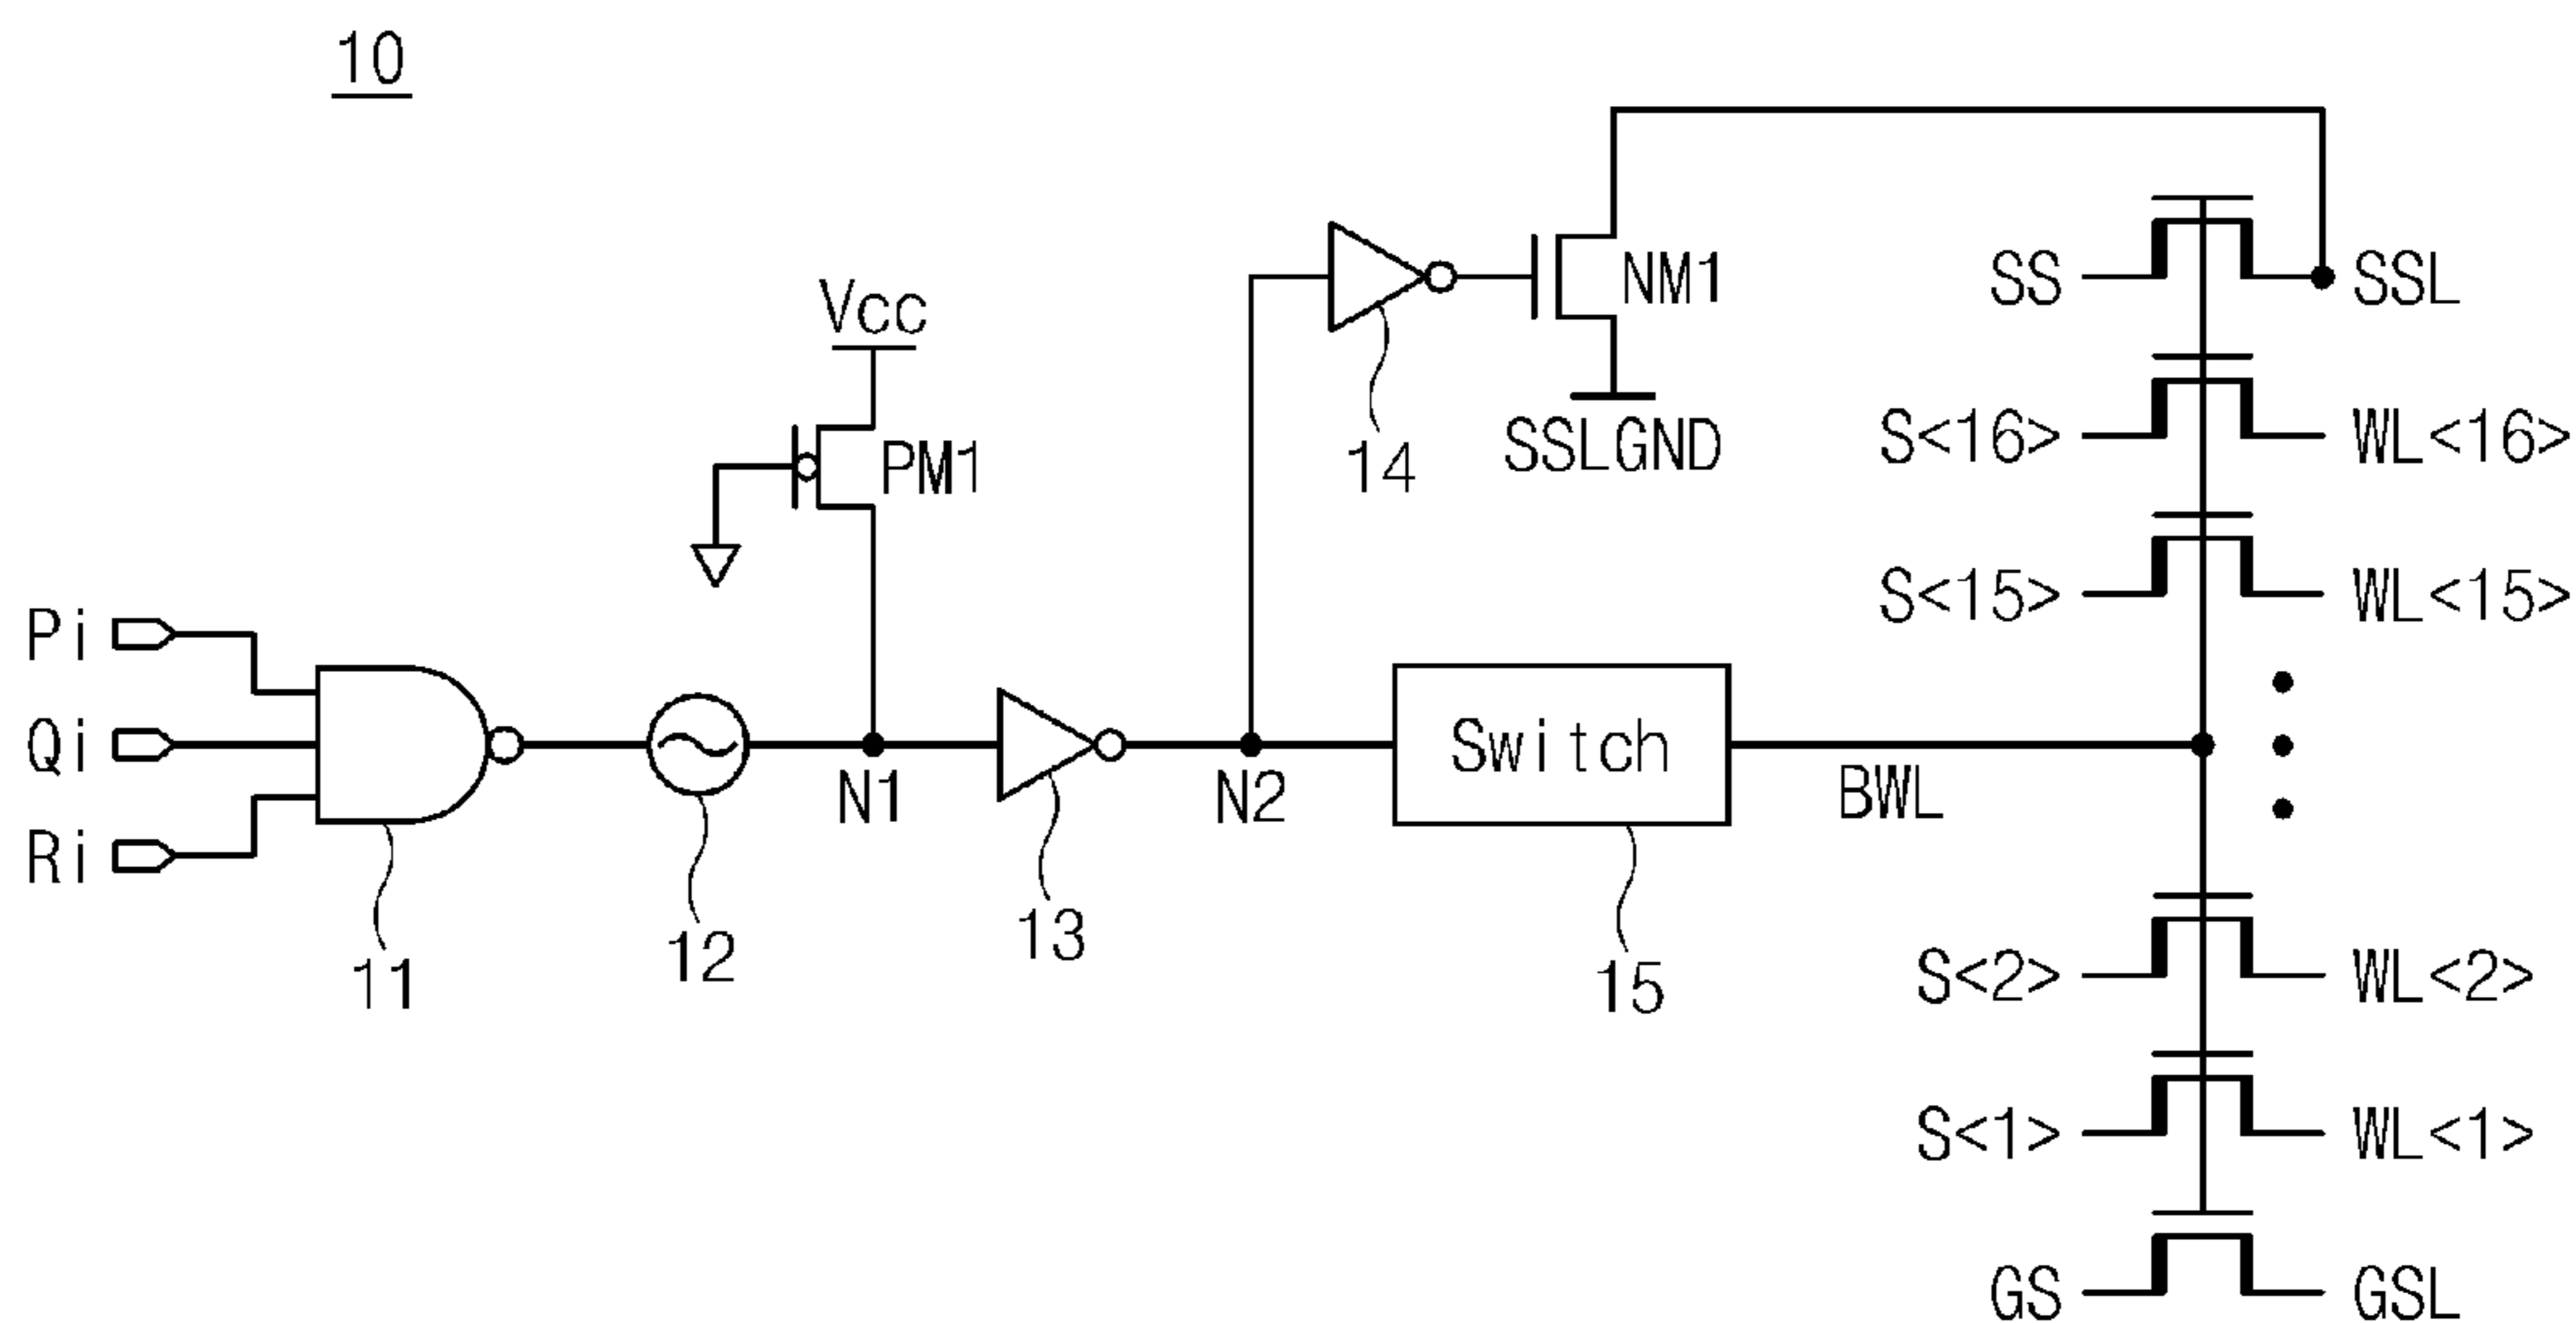 10
SS
SSL
NM1
Vcc
S<16>
WL<16>
SSLGND
14
PM1
S<15>
WL<15>
Pi
Qi
Switch
N1
N2
BWL
Ri
13
12
11
15
S<2>
WL<2>
S<1>
WL<1>
GS
GSL